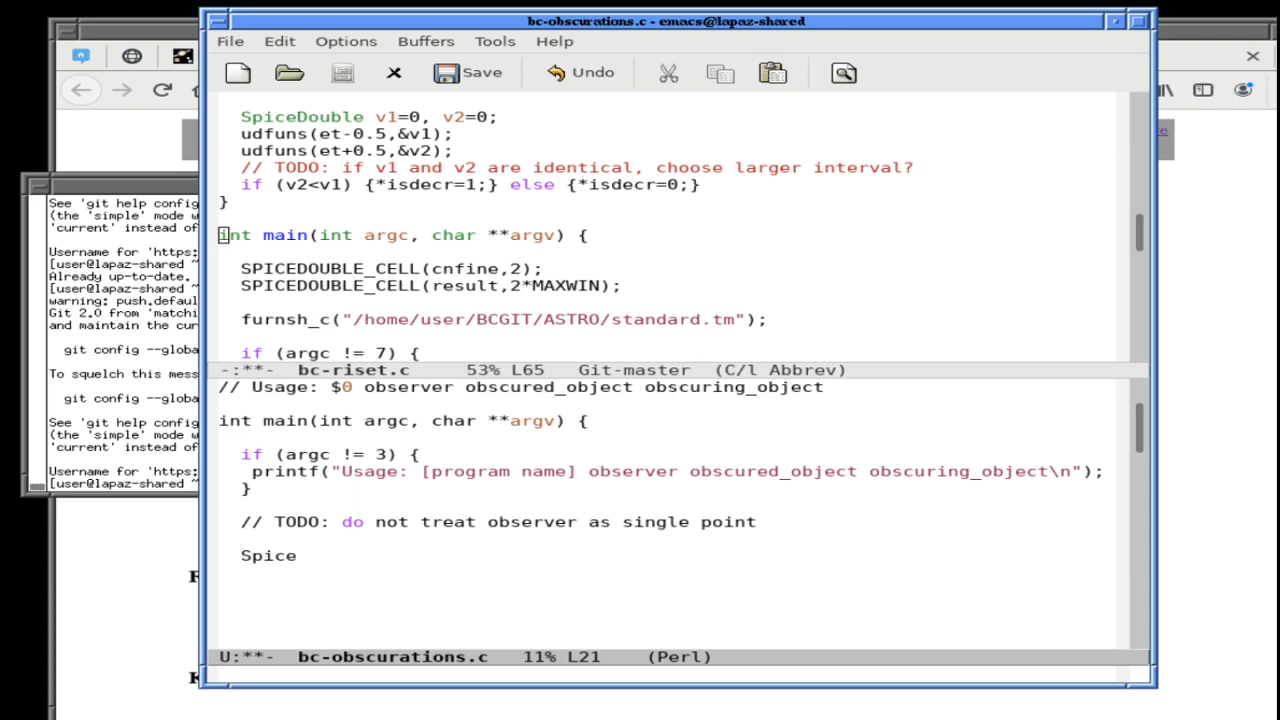 bc-obscurations.c - emacs@lapaz-shared
File Edit Options Buffers Tools Help
Save Undo
SpiceDouble v1=0, v2=0;
udfuns(et-0.5,&v1);
udfuns(et+0.5,&v2);
// TODO: if v1 and v2 are identical, choose larger interval?
if (v2<v1) {*isdecr=1;} else {*isdecr=0;}
}
int main(int argc, char **argv) {
SPICEDOUBLE_CELL(cnfine,2);
SPICEDOUBLE_CELL(result,2*MAXWIN);
furnsh_c("/home/user/BCGIT/ASTRO/standard.tm");
if (argc != 7) {
-:**- bc-riset.c 53% L65 Git-master (C/l Abbrev)
// Usage: $0 observer obscured_object obscuring_object
int main(int argc, char **argv) {
if (argc != 3) {
printf("Usage: [program name] observer obscured_object obscuring_object\n");
}
// TODO: do not treat observer as single point
Spice
U:**- bc-obscurations.c 11% L21 (Perl)
See 'git help config
(the 'simple' mode w
'current' instead of
Username for 'https:
[user@lapaz-shared ~
Already up-to-date.
[user@lapaz-shared ~
warning: push.defaul
Git 2.0 from 'matchi
and maintain the cur
git config --globa
To squelch this mess
git config --globa
See 'git help config
(the 'simple' mode w
'current' instead of
Username for 'https:
[user@lapaz-shared ~